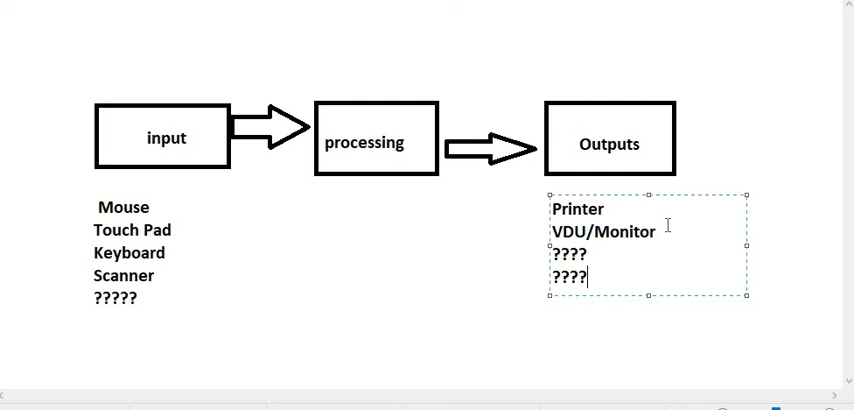 input
processing
Outputs
Mouse
Touch Pad
Keyboard
Scanner
?????
Printer
VDU/Monitor
????
????